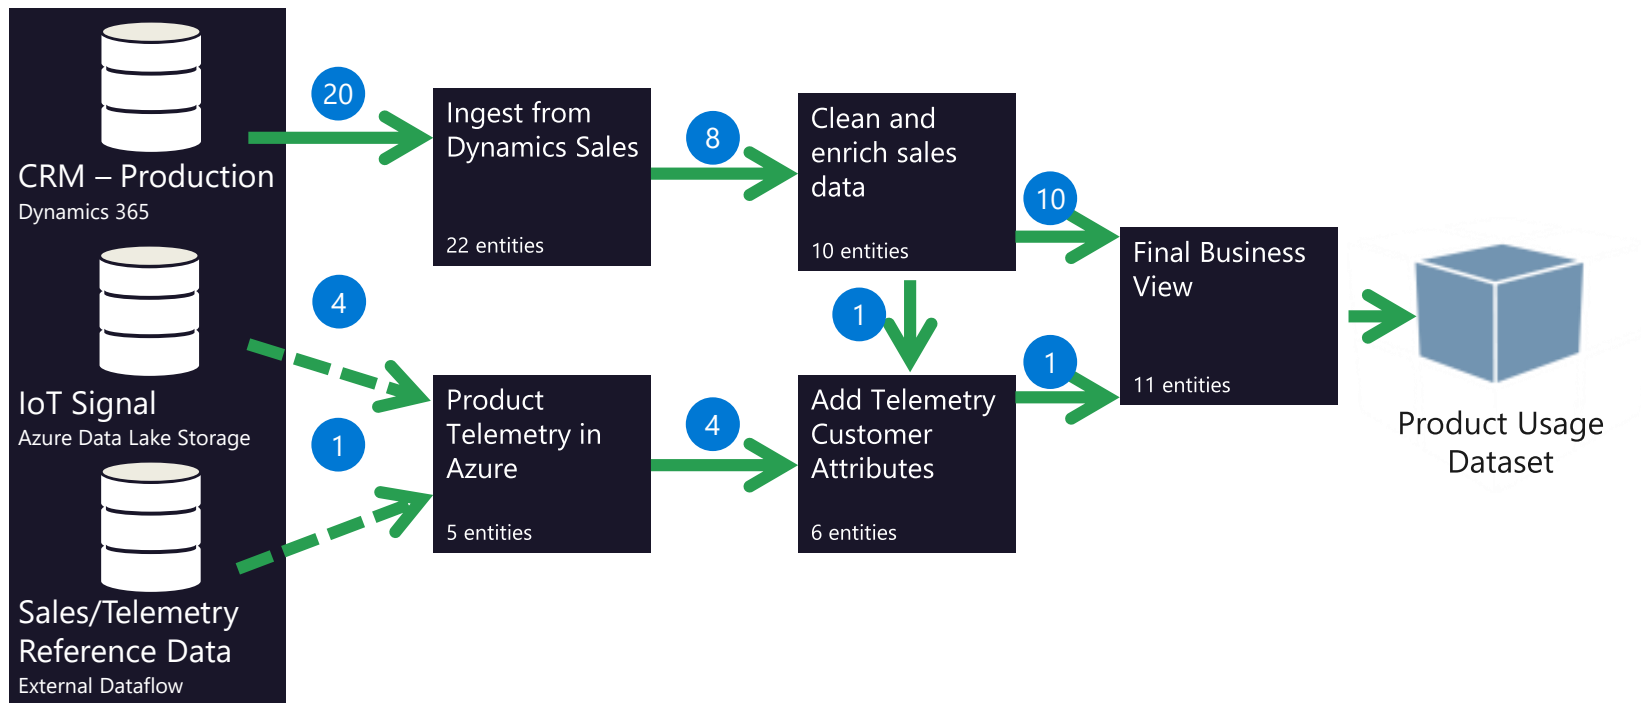 CRM – Production
Dynamics 365
IoT Signal
Azure Data Lake Storage
Sales/Telemetry
Reference Data
External Dataflow
20
4
1
Ingest from
Dynamics Sales
22 entities
Product
Telemetry in
Azure
5 entities
8
4
Clean and
enrich sales
data
10 entities
1
Add Telemetry
Customer
Attributes
6 entities
10
1
Final Business
View
11 entities
Product Usage
Dataset